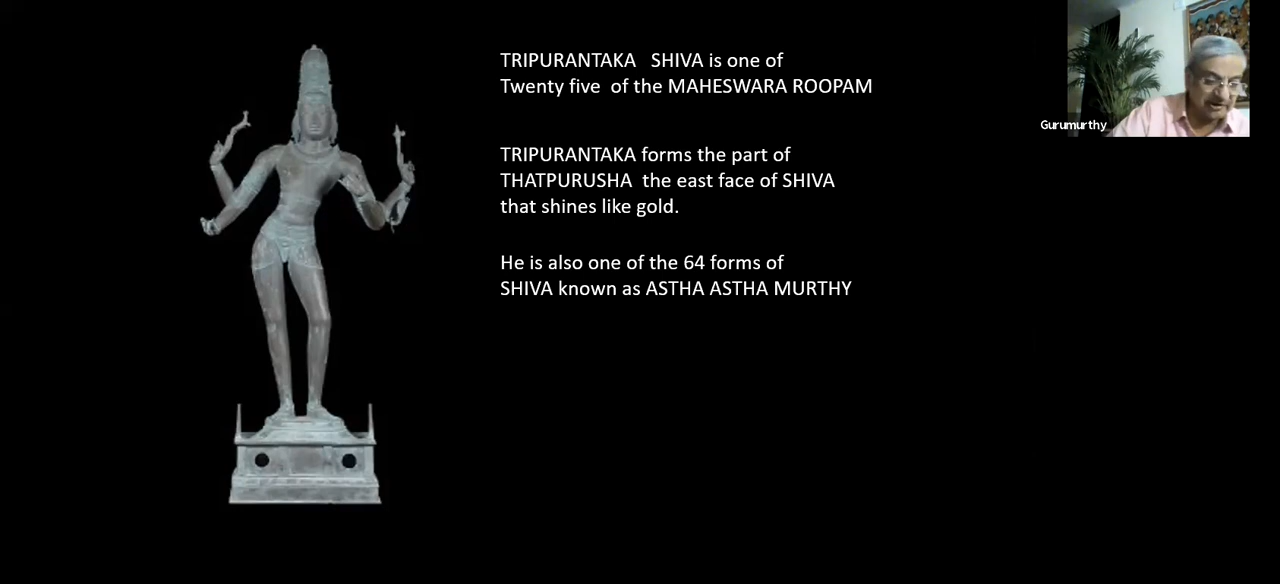 TRIPURANTAKA SHIVA is one of
Twenty five of the MAHESWARA ROOPAM
TRIPURANTAKA forms the part of
THATPURUSHA the east face of SHIVA
that shines like gold.
He is also one of the 64 forms of
SHIVA known as ASTHA ASTHA MURTHY
Gurumurthy